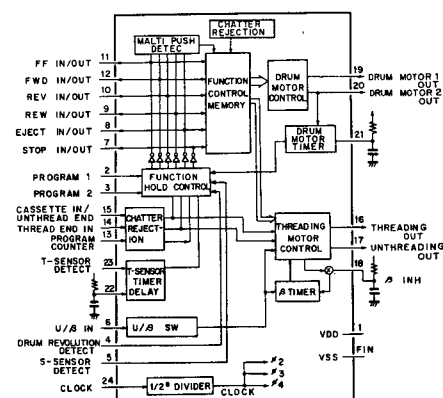 CHATTER
REJECTION
MALTI PUSH
DETEC
FF IN/OUT 11
FWD IN/OUT 12
REV IN/OUT 10
REW IN/OUT 9
EJECT IN/OUT 8
STOP IN/OUT 7
FUNCTION
CONTROL
MEMORY
DRUM
MOTOR
CONTROL
19 DRUM MOTOR 1
OUT
20 DRUM MOTOR 2
OUT
DRUM
MOTOR
TIMER
21
PROGRAM 1 2
PROGRAM 2 3
FUNCTION
HOLD CONTROL
CASSETTE IN/ 15
UNTHREAD END
THREAD END IN 14
PROGRAM 13
COUNTER
CHATTER
REJECT-
ION
THREADING
MOTOR
CONTROL
16 THREADING
OUT
17 UNTHREADING
OUT
18
β INH
T-SENSOR 23
DETECT
22
T-SENSOR
TIMER
DELAY
β TIMER
U/β IN 6
U/β SW
DRUM REVOLUTION 4
DETECT
S-SENSOR 5
DETECT
VDD 1
VSS FIN
CLOCK 24
1/2⁸ DIVIDER
CLOCK
ø2
ø3
ø4